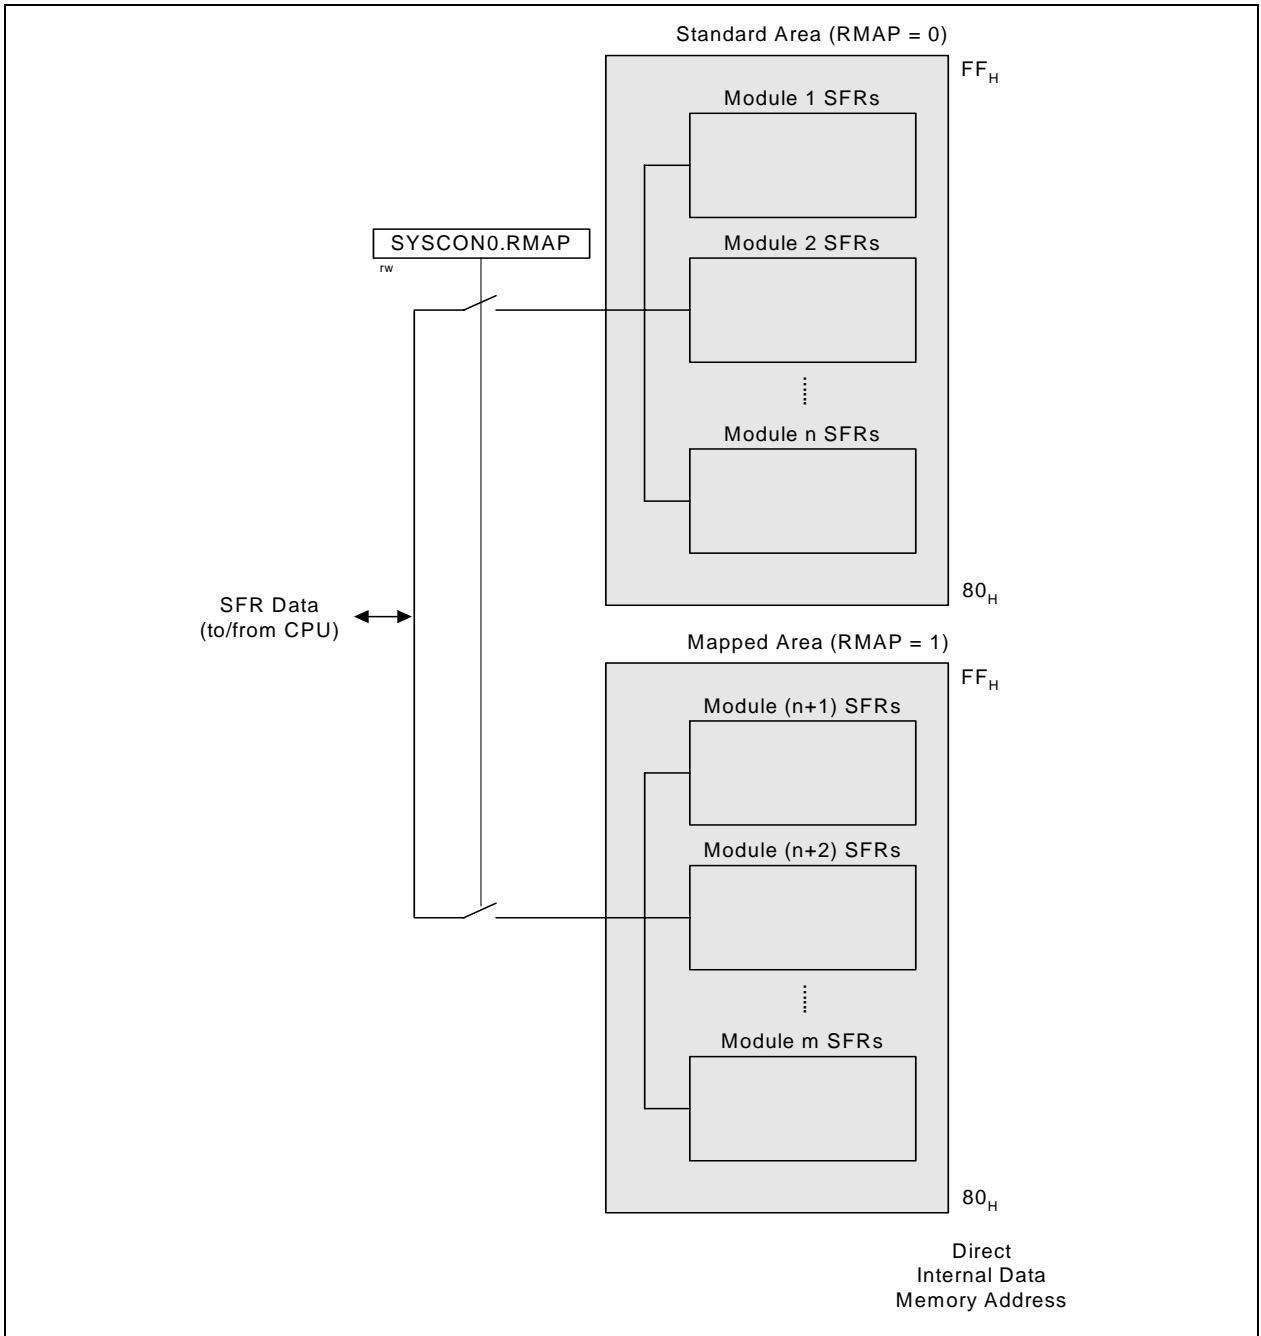 Standard Area (RMAP = 0)
FFH
Module 1 SFRs
SYSCON0.RMAP
rw
Module 2 SFRs
Module n SFRs
80H
SFR Data
(to/from CPU)
Mapped Area (RMAP = 1)
FFH
Module (n+1) SFRs
Module (n+2) SFRs
Module m SFRs
80H
Direct
Internal Data
Memory Address